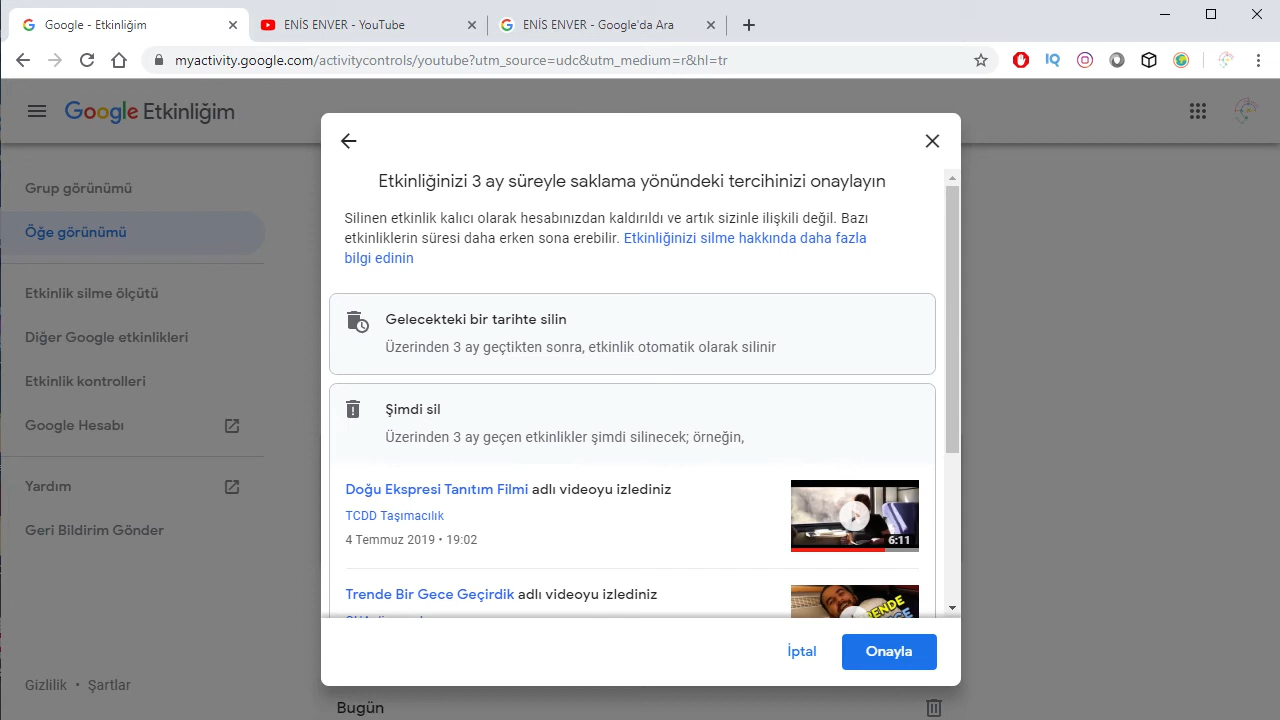 Google - Etkinliğim
ENİS ENVER - YouTube
ENİS ENVER - Google'da Ara
myactivity.google.com/activitycontrols/youtube?utm_source=udc&utm_medium=r&hl=tr
IQ
Google Etkinliğim
Grup görünümü
Öğe görünümü
Etkinlik silme ölçütü
Diğer Google etkinlikleri
Etkinlik kontrolleri
Google Hesabı
Yardım
Geri Bildirim Gönder
Gizlilik • Şartlar
Etkinliğinizi 3 ay süreyle saklama yönündeki tercihinizi onaylayın
Silinen etkinlik kalıcı olarak hesabınızdan kaldırıldı ve artık sizinle ilişkili değil. Bazı
etkinliklerin süresi daha erken sona erebilir. Etkinliğinizi silme hakkında daha fazla
bilgi edinin
Gelecekteki bir tarihte silin
Üzerinden 3 ay geçtikten sonra, etkinlik otomatik olarak silinir
Şimdi sil
Üzerinden 3 ay geçen etkinlikler şimdi silinecek; örneğin,
Doğu Ekspresi Tanıtım Filmi adlı videoyu izlediniz
TCDD Taşımacılık
4 Temmuz 2019 • 19:02
6:11
Trende Bir Gece Geçirdik adlı videoyu izlediniz
İptal
Onayla
Bugün